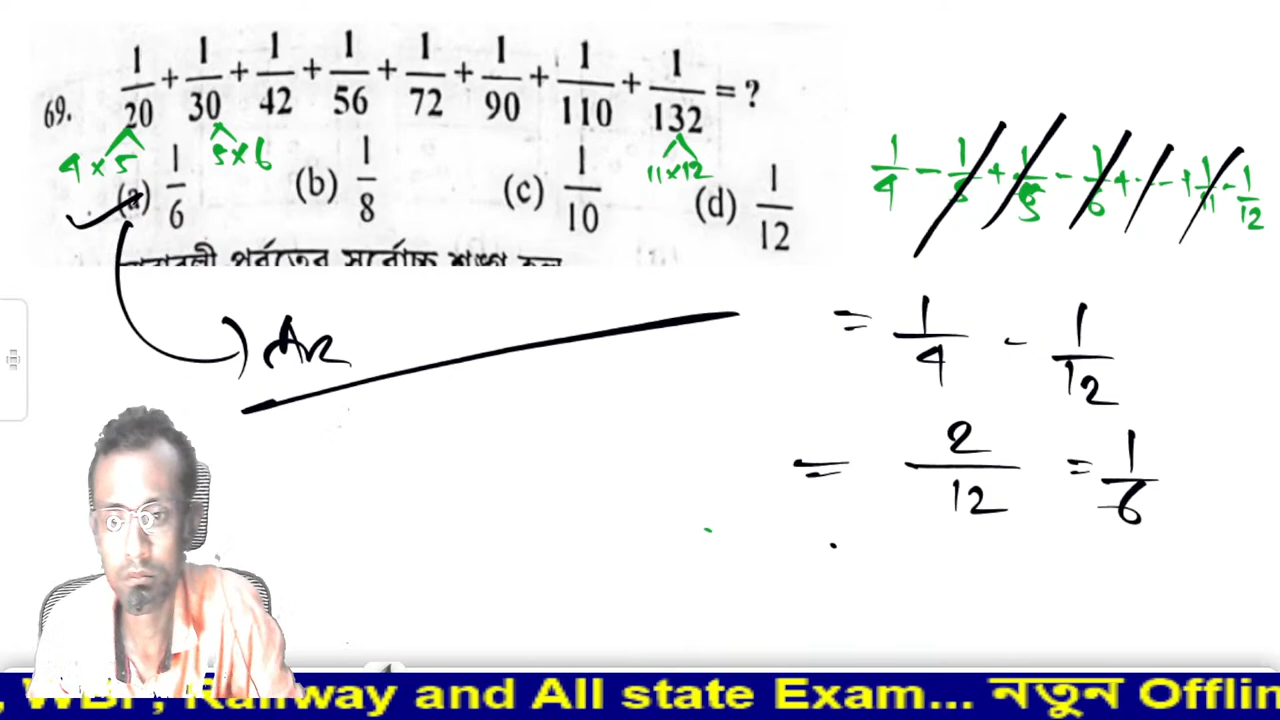 69. 1/20 + 1/30 + 1/42 + 1/56 + 1/72 + 1/90 + 1/110 + 1/132 = ?
4 × 5 5 × 6 11 × 12
(a) 1/6 (b) 1/8 (c) 1/10 (d) 1/12
1/4 - 1/5 + 1/5 - 1/6 + ... - + 1/11 - 1/12
= 1/4 - 1/12
= 2/12 = 1/6
, WBP, Railway and All state Exam... নতুন Offlin